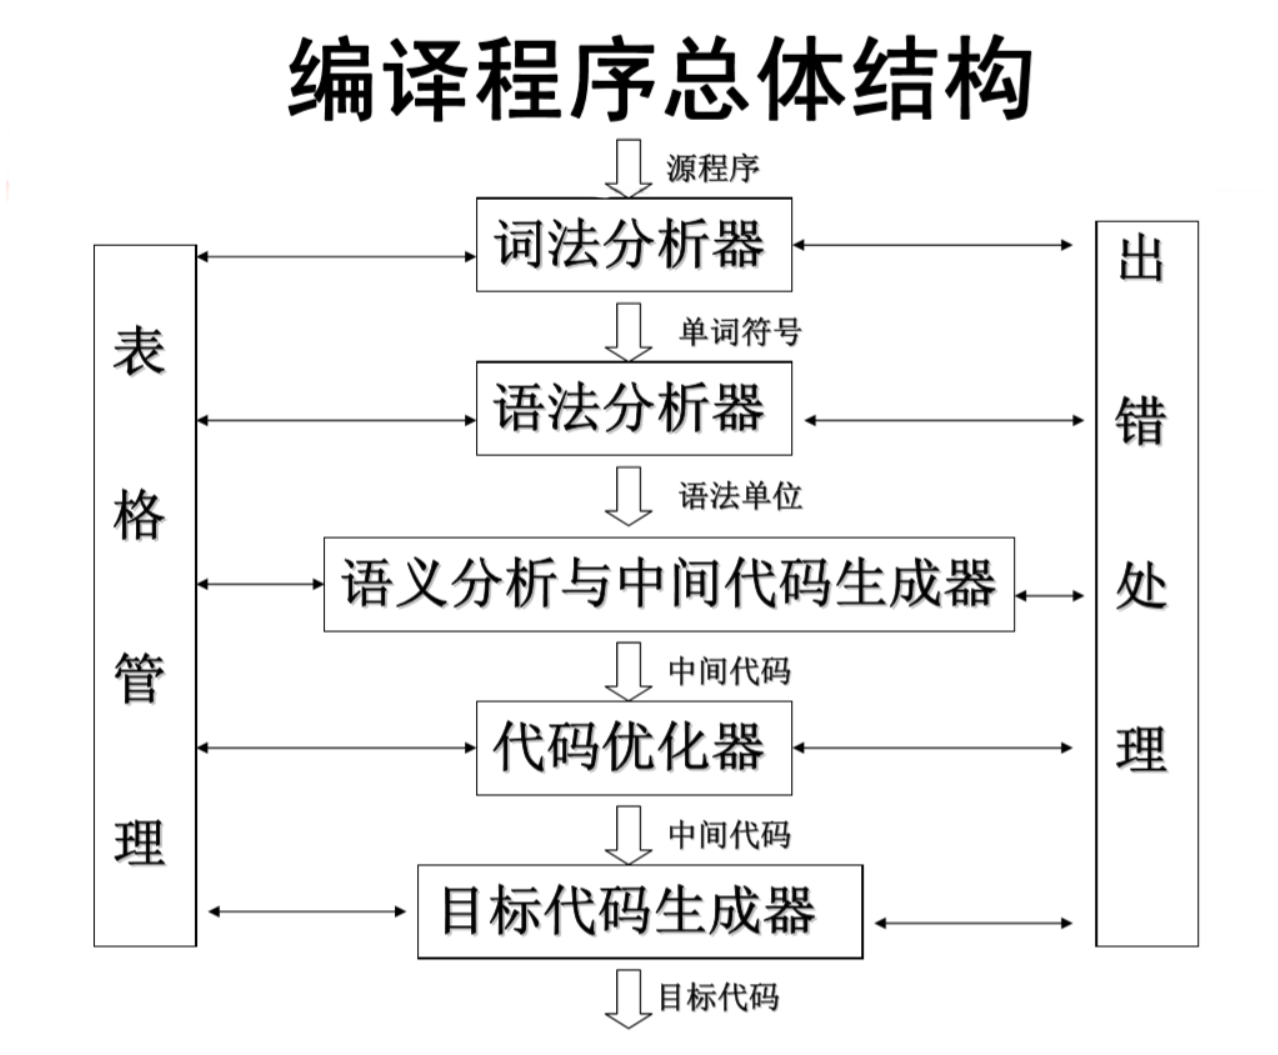 编译程序总体结构
源程序
词法分析器
单词符号
语法分析器
语法单位
语义分析与中间代码生成器
中间代码
代码优化器
中间代码
目标代码生成器
目标代码
表格管理
出错处理